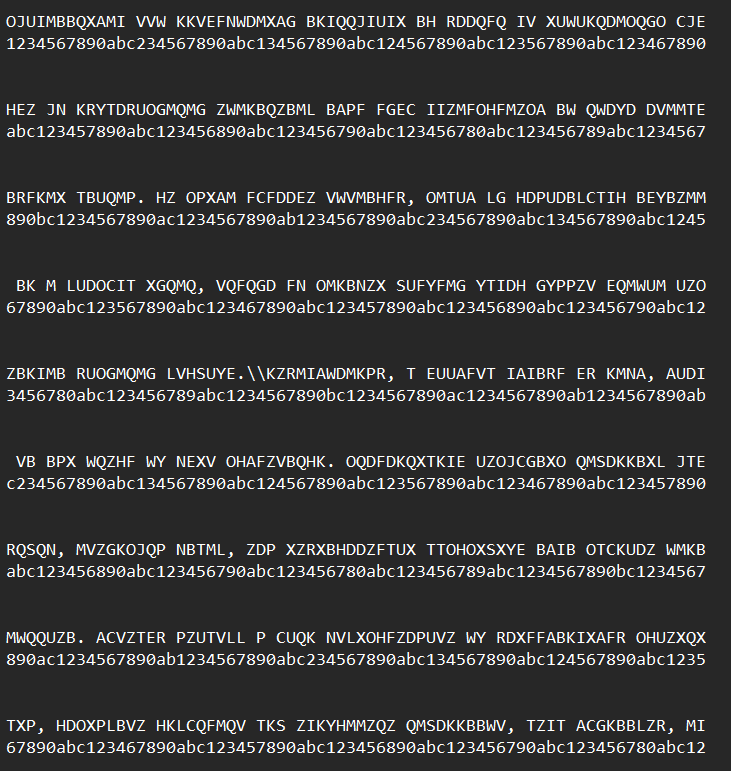 OJUIMBBQXAMI VVW KKVEFNWDMXAG BKIQQJIUIX BH RDDQFQ IV XUWUKQDMOQGO CJE
1234567890abc234567890abc134567890abc124567890abc123567890abc123467890
HEZ JN KRYTDRUOGMQMG ZWMKBQZBML BAPF FGEC IIZMFOHFMZOA BW QWDYD DVMMTE
abc123457890abc123456890abc123456790abc123456780abc123456789abc1234567
BRFKMX TBUQMP. HZ OPXAM FCFDDEZ VWVMBHFR, OMTUA LG HDPUDBLCTIH BEYBZMM
890bc1234567890ac1234567890ab1234567890abc234567890abc134567890abc1245
BK M LUDOCIT XGQMQ, VQFQGD FN OMKBNZX SUFYFMG YTIDH GYPPZV EQMWUM UZO
67890abc123567890abc123467890abc123457890abc123456890abc123456790abc12
ZBKIMB RUOGMQMG LVHSUYE.\\KZRMIAWDMKPR, T EUUAFVT IAIBRF ER KMNA, AUDI
3456780abc123456789abc1234567890bc1234567890ac1234567890ab1234567890ab
VB BPX WQZHF WY NEXV OHAFZVBQHK. OQDFDKQXTKIE UZOJCGBXO QMSDKKBXL JTE
c234567890abc134567890abc124567890abc123567890abc123467890abc123457890
RQSQN, MVZGKOJQP NBTML, ZDP XZRXBHDDZFTUX TTOHOXSXYE BAIB OTCKUDZ WMKB
abc123456890abc123456790abc123456780abc123456789abc1234567890bc1234567
MWQQUZB. ACVZTER PZUTVLL P CUQK NVLXOHFZDPUVZ WY RDXFFABKIXAFR OHUZXQX
890ac1234567890ab1234567890abc234567890abc134567890abc124567890abc1235
TXP, HDOXPLBVZ HKLCQFMQV TKS ZIKYHMMZQZ QMSDKKBBWV, TZIT ACGKBBLZR, MI
67890abc123467890abc123457890abc123456890abc123456790abc123456780abc12